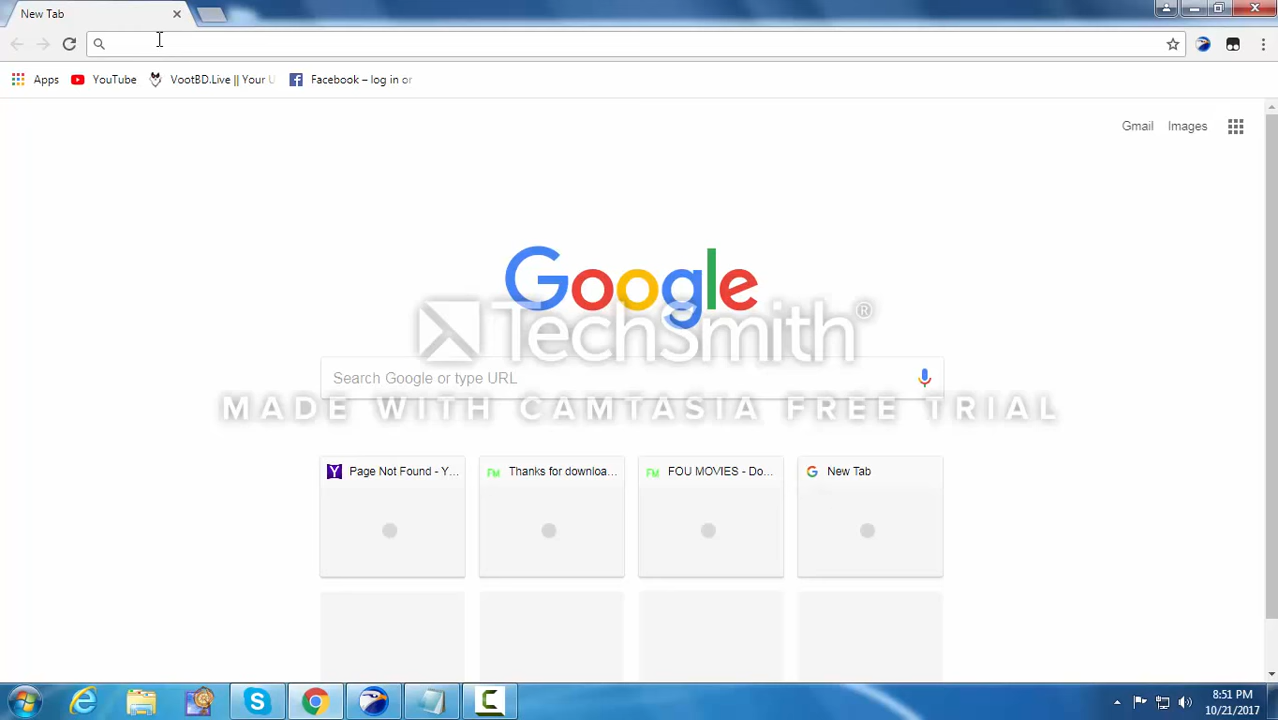 New Tab
Apps YouTube VootBD.Live || Your U Facebook – log in or
Gmail Images
Google
TechSmith®
Search Google or type URL
MADE WITH CAMTASIA FREE TRIAL
Page Not Found - Y... Thanks for downloa... FOU MOVIES - Do... New Tab
8:51 PM
10/21/2017